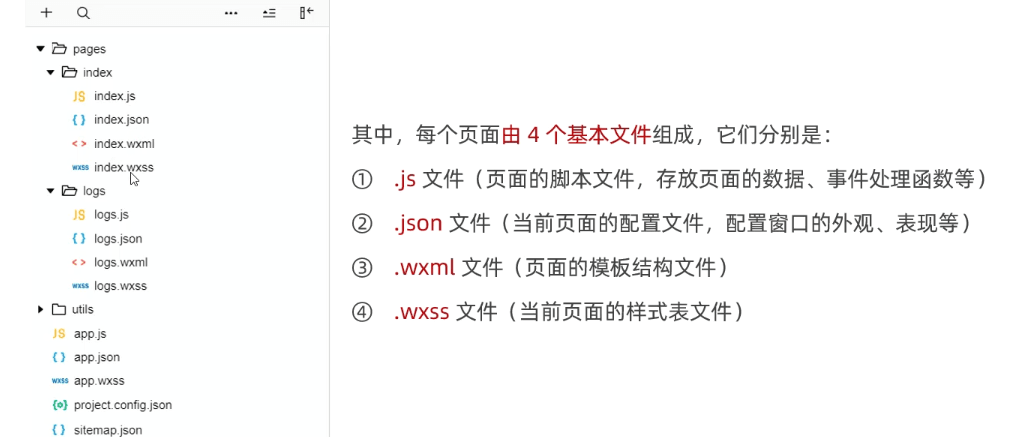 pages
index
JS index.js
{ } index.json
< > index.wxml
wxss index.wxss
logs
JS logs.js
{ } logs.json
< > logs.wxml
wxss logs.wxss
utils
JS app.js
{ } app.json
wxss app.wxss
{o} project.config.json
{ } sitemap.json
其中，每个页面由 4 个基本文件组成，它们分别是：
① .js 文件（页面的脚本文件，存放页面的数据、事件处理函数等）
② .json 文件（当前页面的配置文件，配置窗口的外观、表现等）
③ .wxml 文件（页面的模板结构文件）
④ .wxss 文件（当前页面的样式表文件）